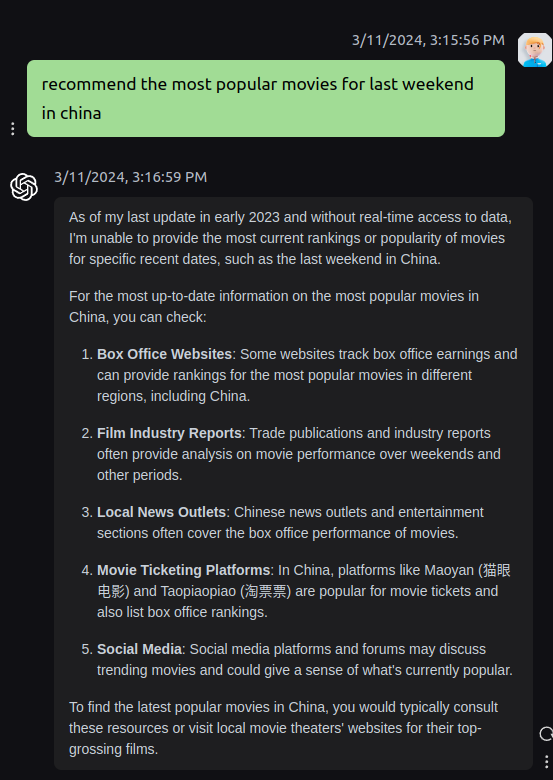 3/11/2024, 3:15:56 PM
recommend the most popular movies for last weekend
in china
3/11/2024, 3:16:59 PM
As of my last update in early 2023 and without real-time access to data,
I'm unable to provide the most current rankings or popularity of movies
for specific recent dates, such as the last weekend in China.
For the most up-to-date information on the most popular movies in
China, you can check:
1. Box Office Websites: Some websites track box office earnings and
can provide rankings for the most popular movies in different
regions, including China.
2. Film Industry Reports: Trade publications and industry reports
often provide analysis on movie performance over weekends and
other periods.
3. Local News Outlets: Chinese news outlets and entertainment
sections often cover the box office performance of movies.
4. Movie Ticketing Platforms: In China, platforms like Maoyan (猫眼
电影) and Taopiaopiao (淘票票) are popular for movie tickets and
also list box office rankings.
5. Social Media: Social media platforms and forums may discuss
trending movies and could give a sense of what's currently popular.
To find the latest popular movies in China, you would typically consult
these resources or visit local movie theaters' websites for their top-
grossing films.